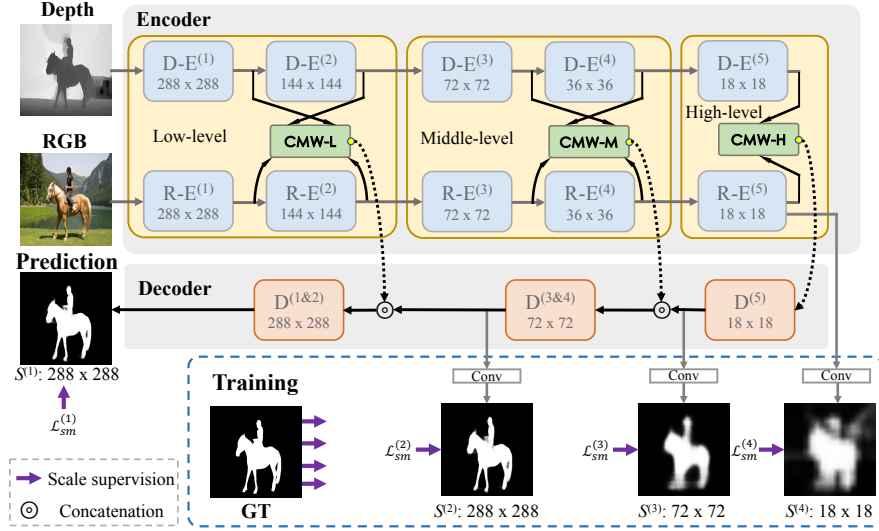 Depth
Encoder
D-E(1)
288 x 288
D-E(2)
144 x 144
D-E(3)
72 x 72
D-E(4)
36 x 36
D-E(5)
18 x 18
Low-level
CMW-L
Middle-level
CMW-M
High-level
CMW-H
RGB
R-E(1)
288 x 288
R-E(2)
144 x 144
R-E(3)
72 x 72
R-E(4)
36 x 36
R-E(5)
18 x 18
Prediction
Decoder
D(1&2)
288 x 288
D(3&4)
72 x 72
D(5)
18 x 18
S(1): 288 x 288
ℒsm(1)
Training
Conv
Conv
Conv
ℒsm(2)
ℒsm(3)
ℒsm(4)
GT
S(2): 288 x 288
S(3): 72 x 72
S(4): 18 x 18
Scale supervision
Concatenation